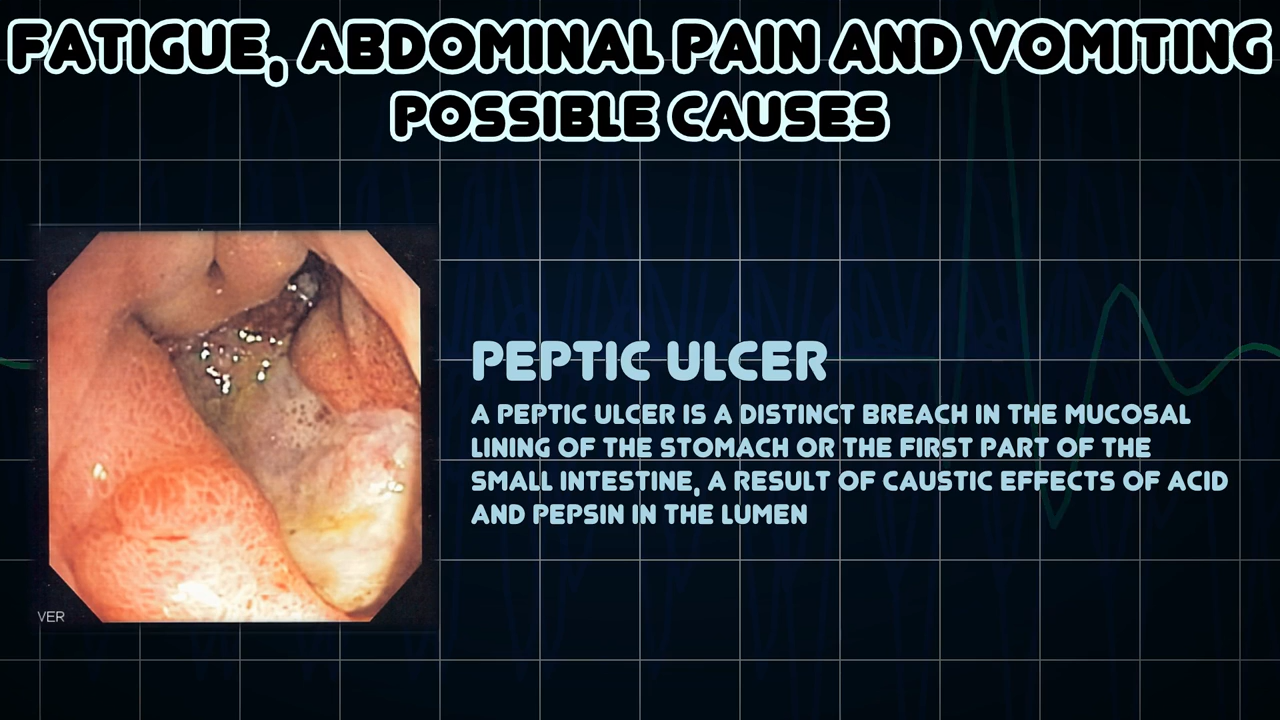 FATIGUE, ABDOMINAL PAIN AND VOMITING
POSSIBLE CAUSES
PEPTIC ULCER
A PEPTIC ULCER IS A DISTINCT BREACH IN THE MUCOSAL
LINING OF THE STOMACH OR THE FIRST PART OF THE
SMALL INTESTINE, A RESULT OF CAUSTIC EFFECTS OF ACID
AND PEPSIN IN THE LUMEN
VER